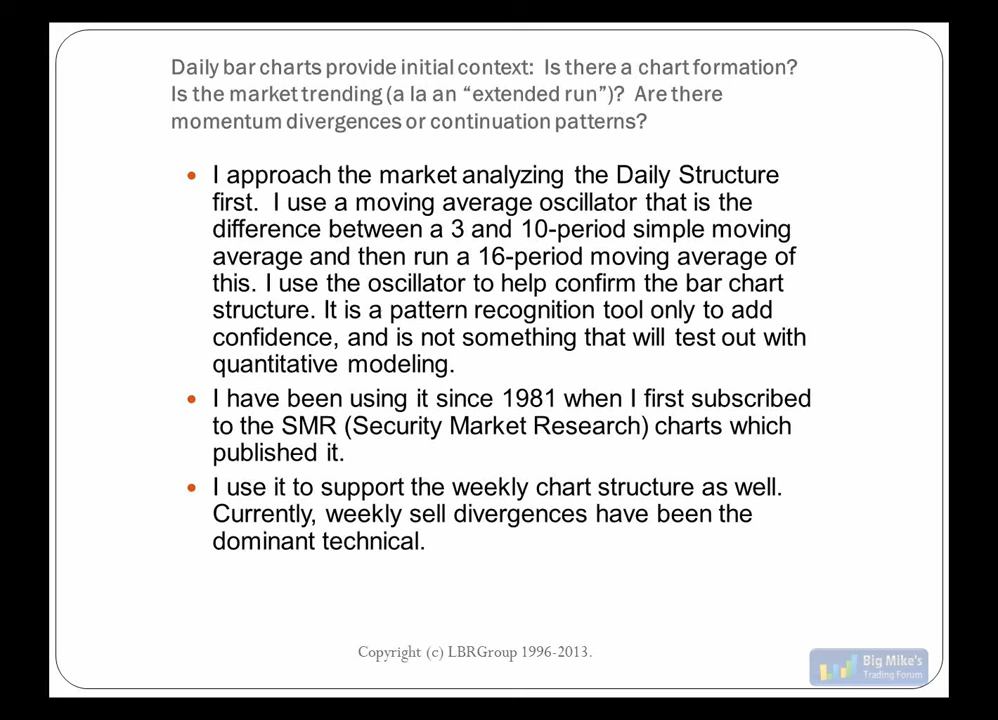 Daily bar charts provide initial context: Is there a chart formation?
Is the market trending (a la an “extended run”)? Are there
momentum divergences or continuation patterns?
• I approach the market analyzing the Daily Structure
first. I use a moving average oscillator that is the
difference between a 3 and 10-period simple moving
average and then run a 16-period moving average of
this. I use the oscillator to help confirm the bar chart
structure. It is a pattern recognition tool only to add
confidence, and is not something that will test out with
quantitative modeling.
• I have been using it since 1981 when I first subscribed
to the SMR (Security Market Research) charts which
published it.
• I use it to support the weekly chart structure as well.
Currently, weekly sell divergences have been the
dominant technical.
Copyright (c) LBRGroup 1996-2013.
Big Mike's
Trading Forum